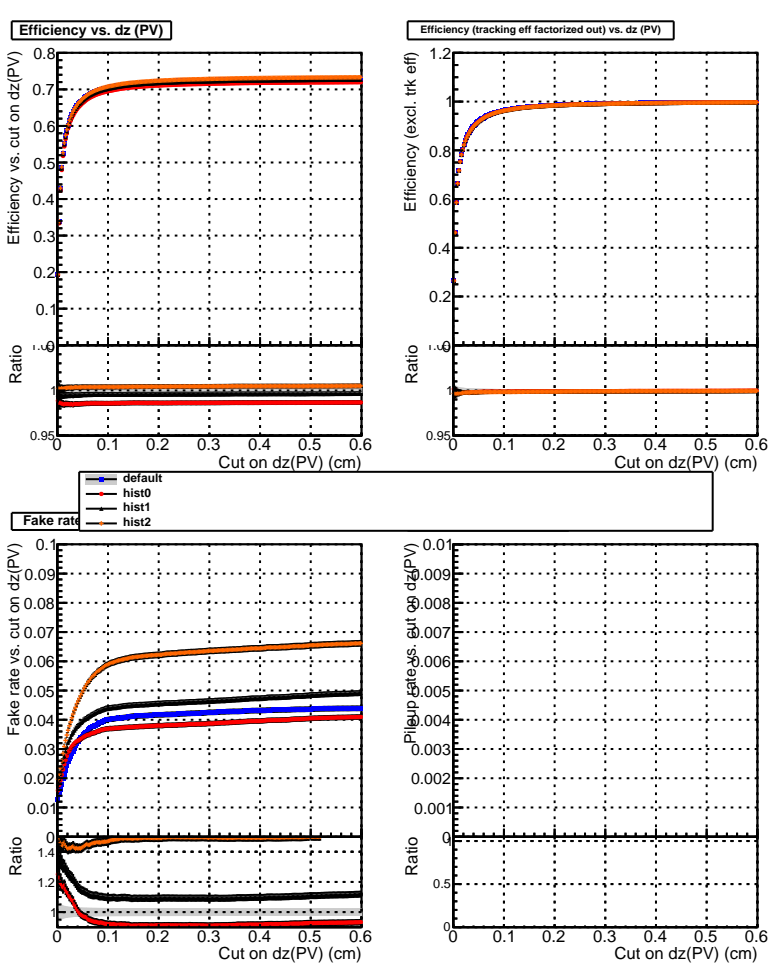 Efficiency vs. dz (PV)
Efficiency vs. cut on dz(PV)
0.8
0.7
0.6
0.5
0.4
0.3
0.2
0.1
0
Ratio
1
0.95
0 0.1 0.2 0.3 0.4 0.5 0.6
Cut on dz(PV) (cm)
Efficiency (tracking eff factorized out) vs. dz (PV)
Efficiency (excl. trk eff)
1.2
1
0.8
0.6
0.4
0.2
0
Ratio
1
0.95
0 0.1 0.2 0.3 0.4 0.5 0.6
Cut on dz(PV) (cm)
default
hist0
hist1
hist2
Fake rate
Fake rate vs. cut on dz(PV)
0.1
0.09
0.08
0.07
0.06
0.05
0.04
0.03
0.02
0.01
0
Ratio
1.4
1.2
1
0 0.1 0.2 0.3 0.4 0.5 0.6
Cut on dz(PV) (cm)
Pileup rate vs. cut on dz(PV)
0.01
0.009
0.008
0.007
0.006
0.005
0.004
0.003
0.002
0.001
0
Ratio
0.5
0
0 0.1 0.2 0.3 0.4 0.5 0.6
Cut on dz(PV) (cm)